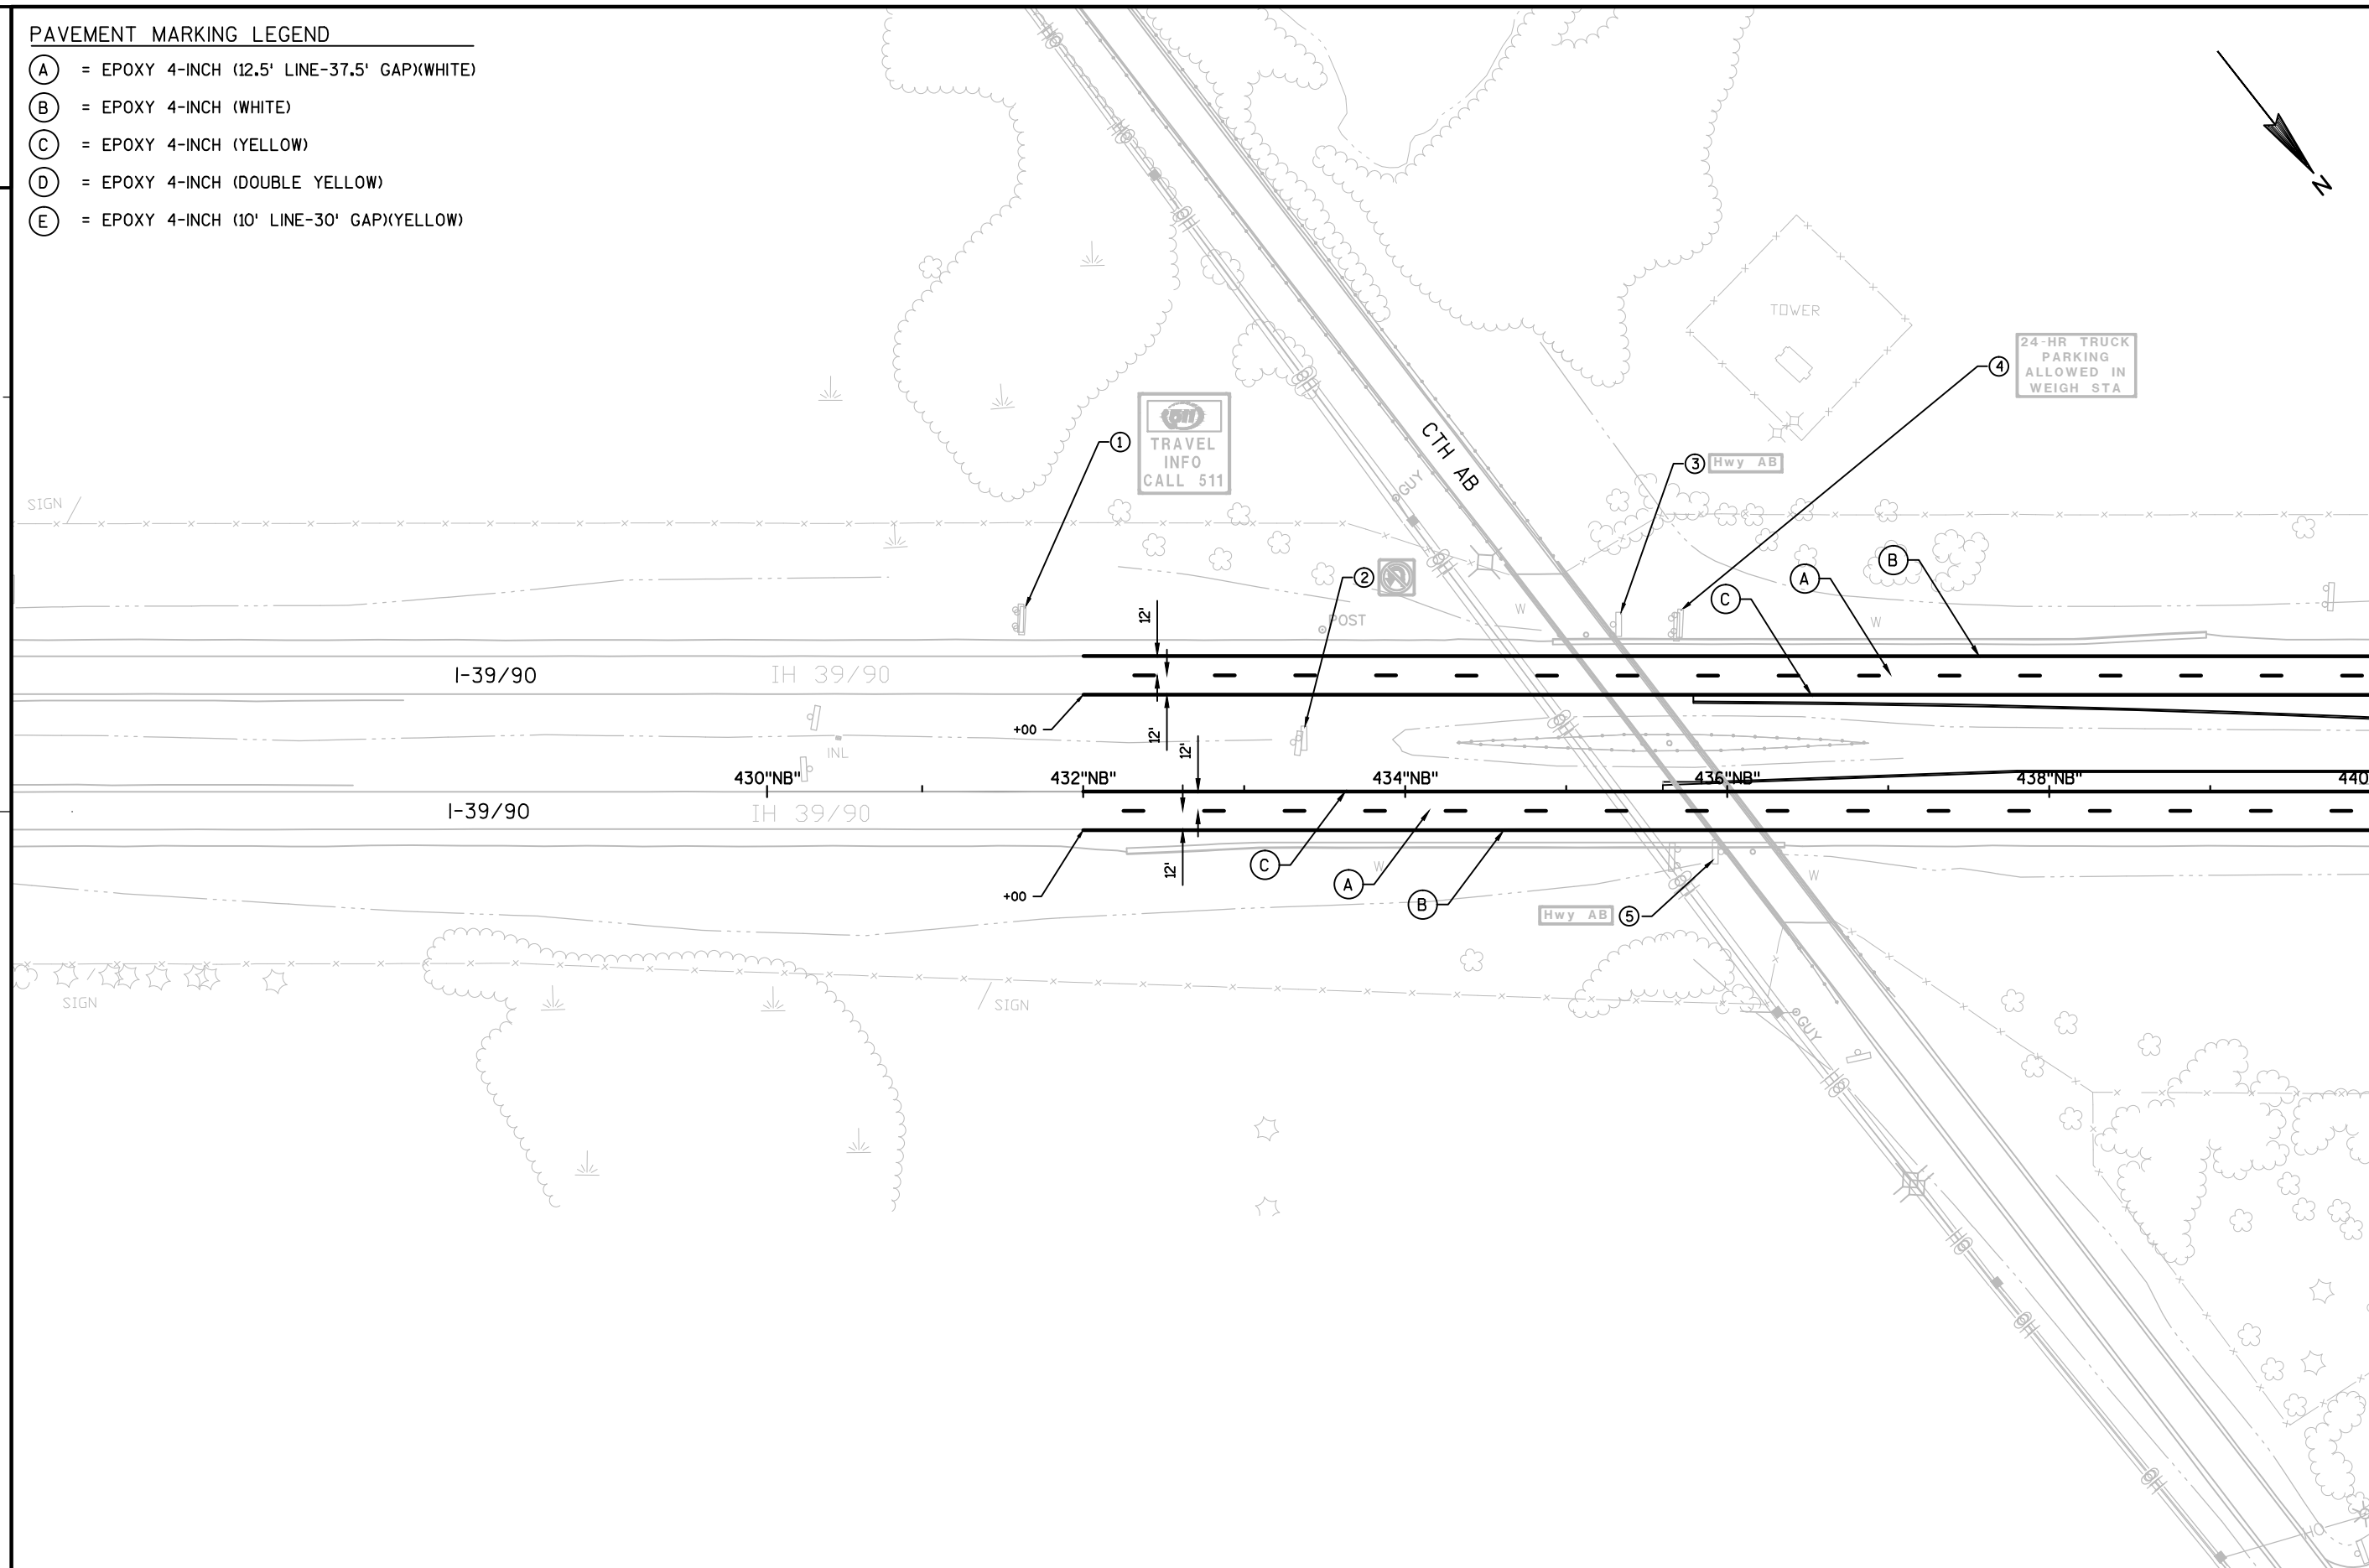 PAVEMENT MARKING LEGEND
A = EPOXY 4-INCH (12.5' LINE-37.5' GAP)(WHITE)
B = EPOXY 4-INCH (WHITE)
C = EPOXY 4-INCH (YELLOW)
D = EPOXY 4-INCH (DOUBLE YELLOW)
E = EPOXY 4-INCH (10' LINE-30' GAP)(YELLOW)
N
TOWER
4
24-HR TRUCK
PARKING
ALLOWED IN
WEIGH STA
1
511
TRAVEL
INFO
CALL 511
CTH AB
3
Hwy AB
GUY
SIGN
2
B
A
C
W
W
POST
12'
I-39/90
IH 39/90
+00
12'
12'
INL
430"NB"
432"NB"
434"NB"
436"NB"
438"NB"
440
I-39/90
IH 39/90
C
A
B
W
W
12'
+00
Hwy AB
5
SIGN
SIGN
GUY
HO